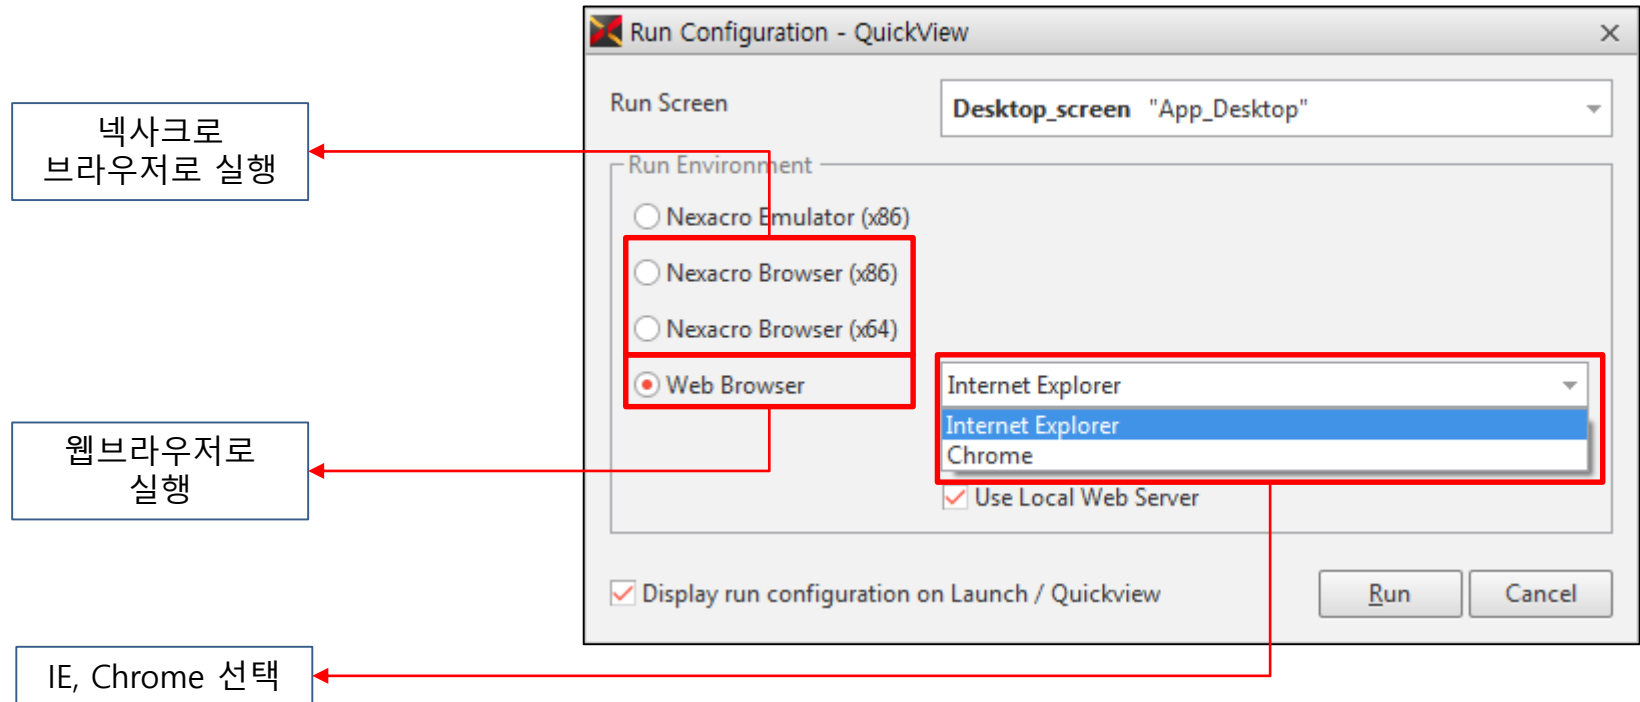 Run Configuration - QuickView
Run Screen
Desktop_screen "App_Desktop"
넥사크로
브라우저로 실행
Run Environment
Nexacro Emulator (x86)
Nexacro Browser (x86)
Nexacro Browser (x64)
Web Browser
Internet Explorer
Internet Explorer
Chrome
웹브라우저로
실행
Use Local Web Server
Display run configuration on Launch / Quickview
Run
Cancel
IE, Chrome 선택